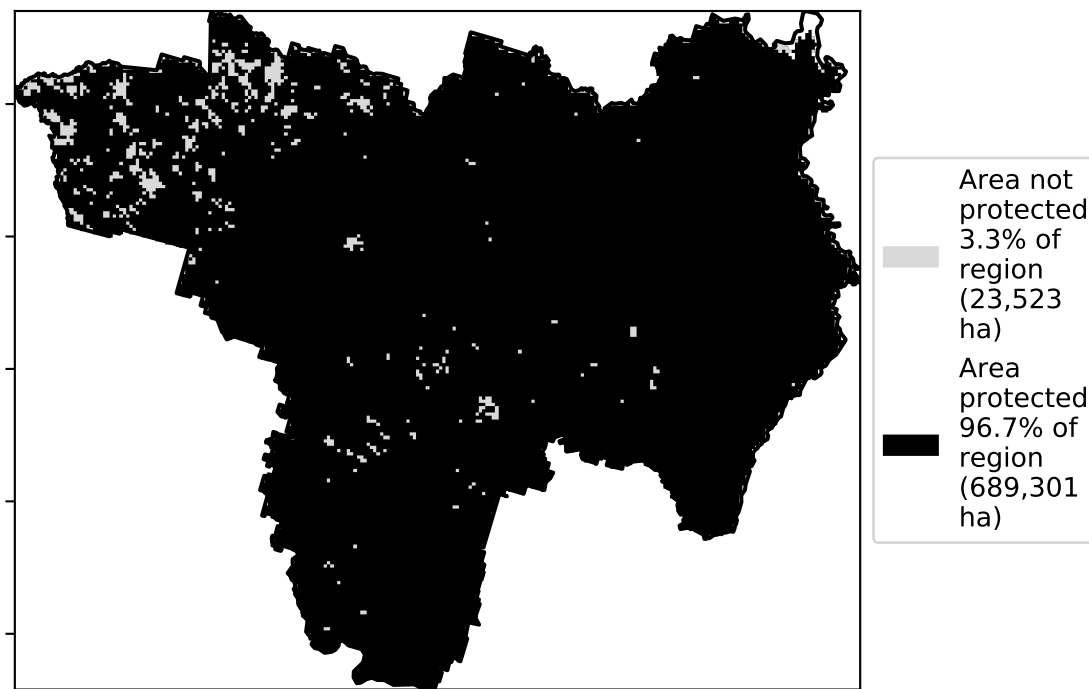 Area not
protected
3.3% of
region
(23,523
ha)
Area
protected
96.7% of
region
(689,301
ha)